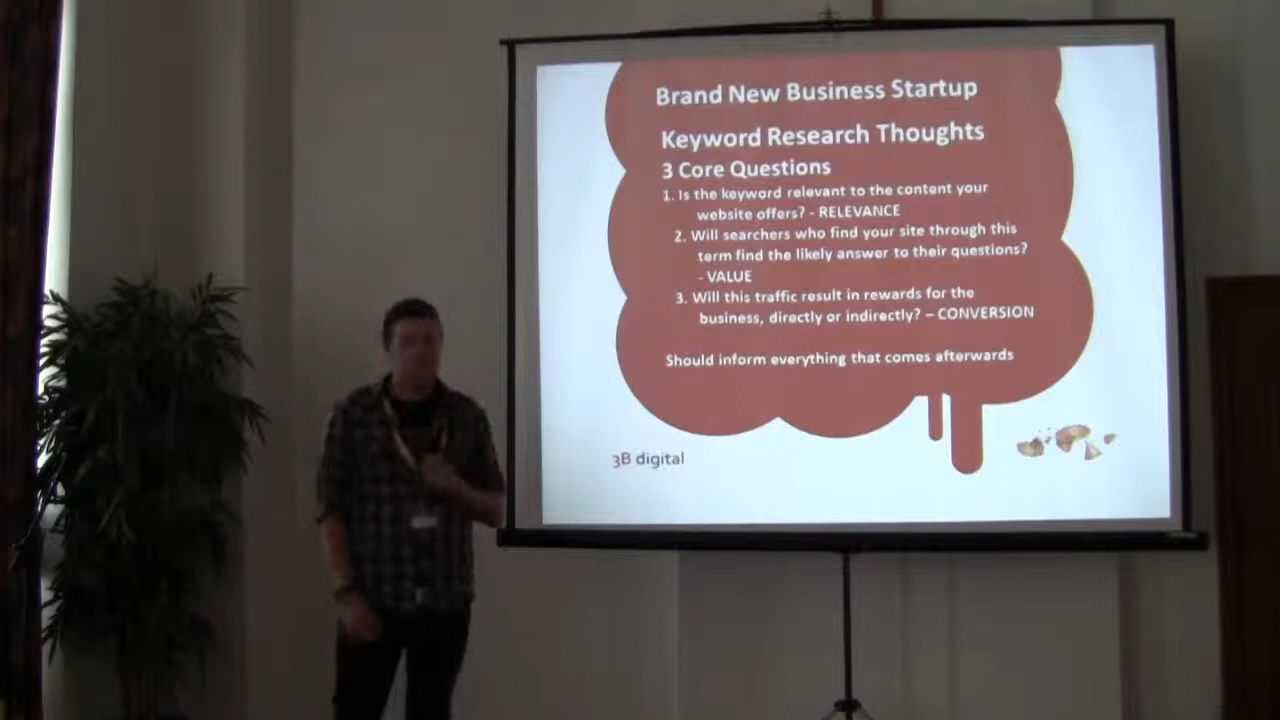 Brand New Business Startup
Keyword Research Thoughts
3 Core Questions
1. Is the keyword relevant to the content your
website offers? - RELEVANCE
2. Will searchers who find your site through this
term find the likely answer to their questions?
- VALUE
3. Will this traffic result in rewards for the
business, directly or indirectly? – CONVERSION
Should inform everything that comes afterwards
3B digital